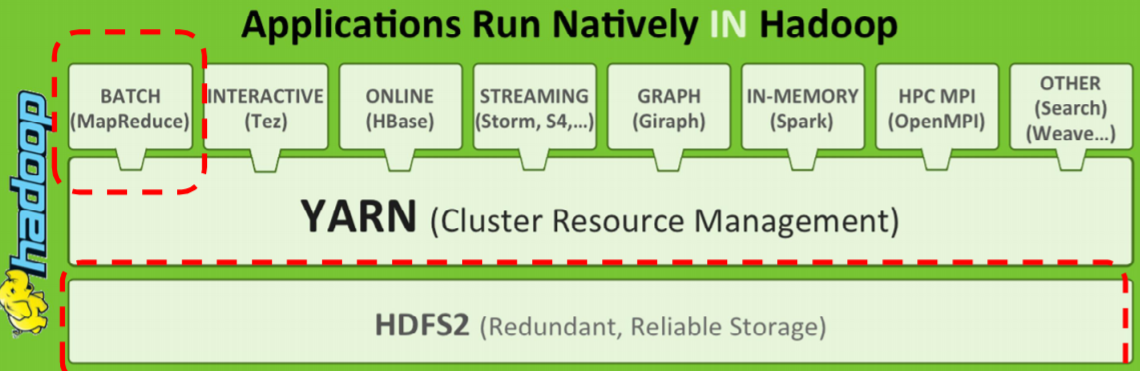 Applications Run Natively IN Hadoop
hadoop
BATCH
(MapReduce)
INTERACTIVE
(Tez)
ONLINE
(HBase)
STREAMING
(Storm, S4,...)
GRAPH
(Giraph)
IN-MEMORY
(Spark)
HPC MPI
(OpenMPI)
OTHER
(Search)
(Weave...)
YARN (Cluster Resource Management)
HDFS2 (Redundant, Reliable Storage)